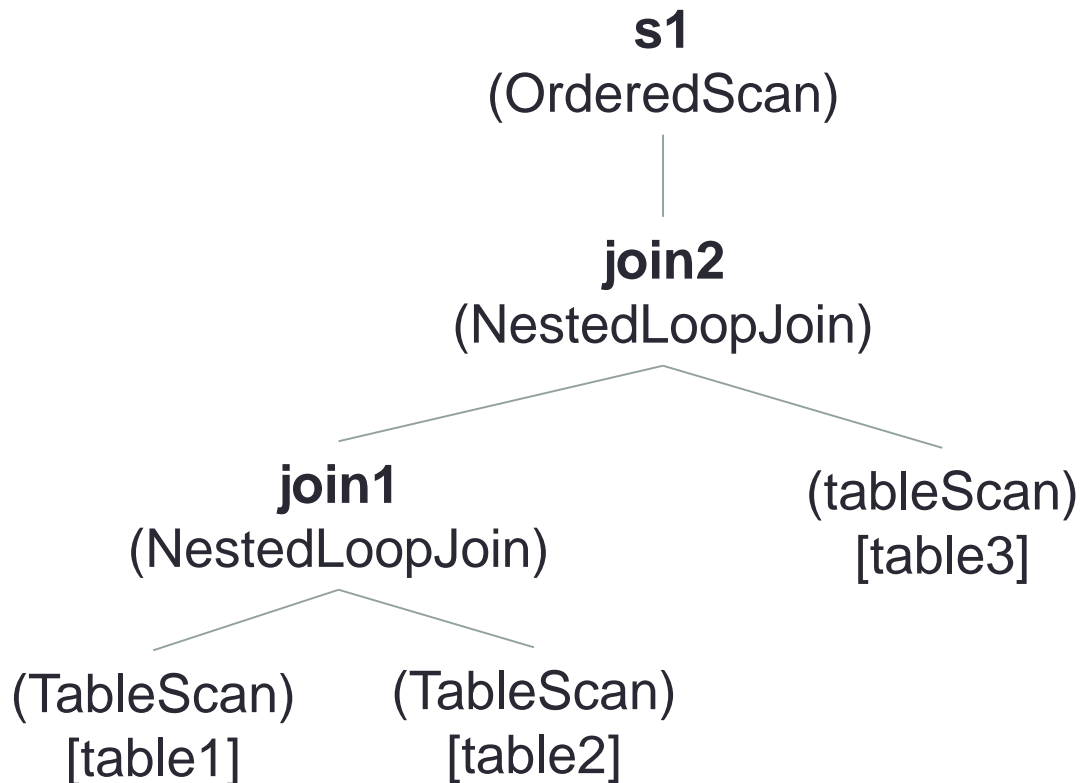 s1
(OrderedScan)
join2
(NestedLoopJoin)
join1
(NestedLoopJoin)
(tableScan)
[table3]
(TableScan)
[table1]
(TableScan)
[table2]